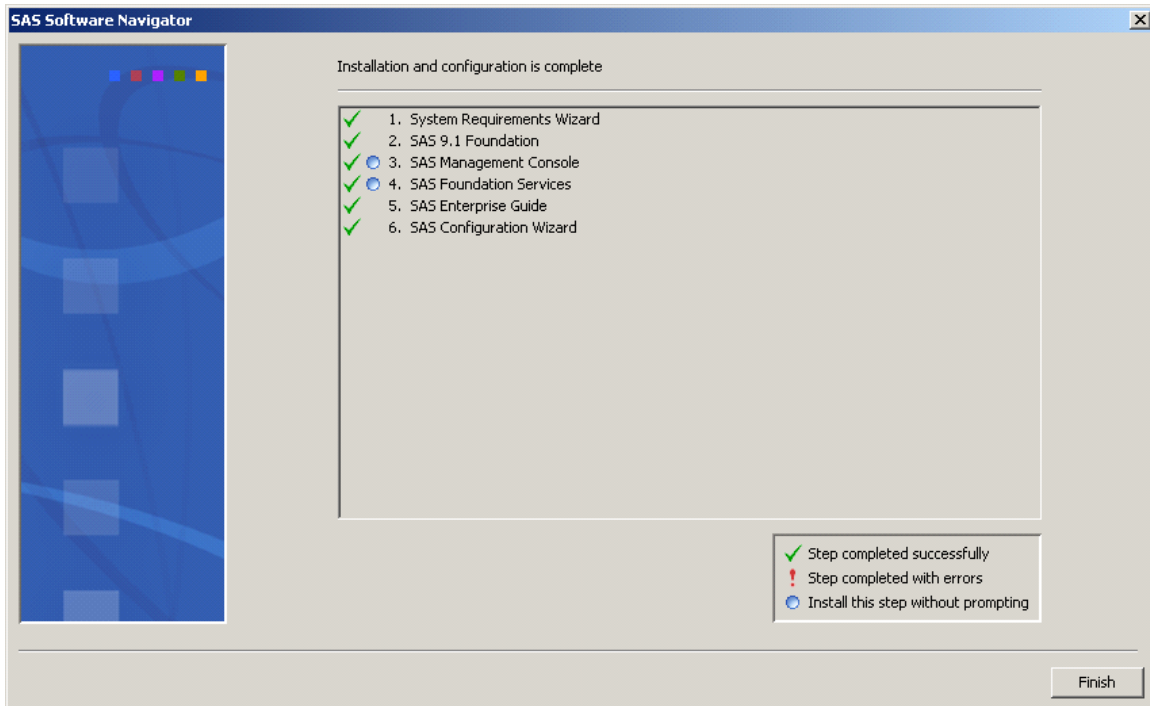 SAS Software Navigator
Installation and configuration is complete
1. System Requirements Wizard
2. SAS 9.1 Foundation
3. SAS Management Console
4. SAS Foundation Services
5. SAS Enterprise Guide
6. SAS Configuration Wizard
Step completed successfully
Step completed with errors
Install this step without prompting
Finish